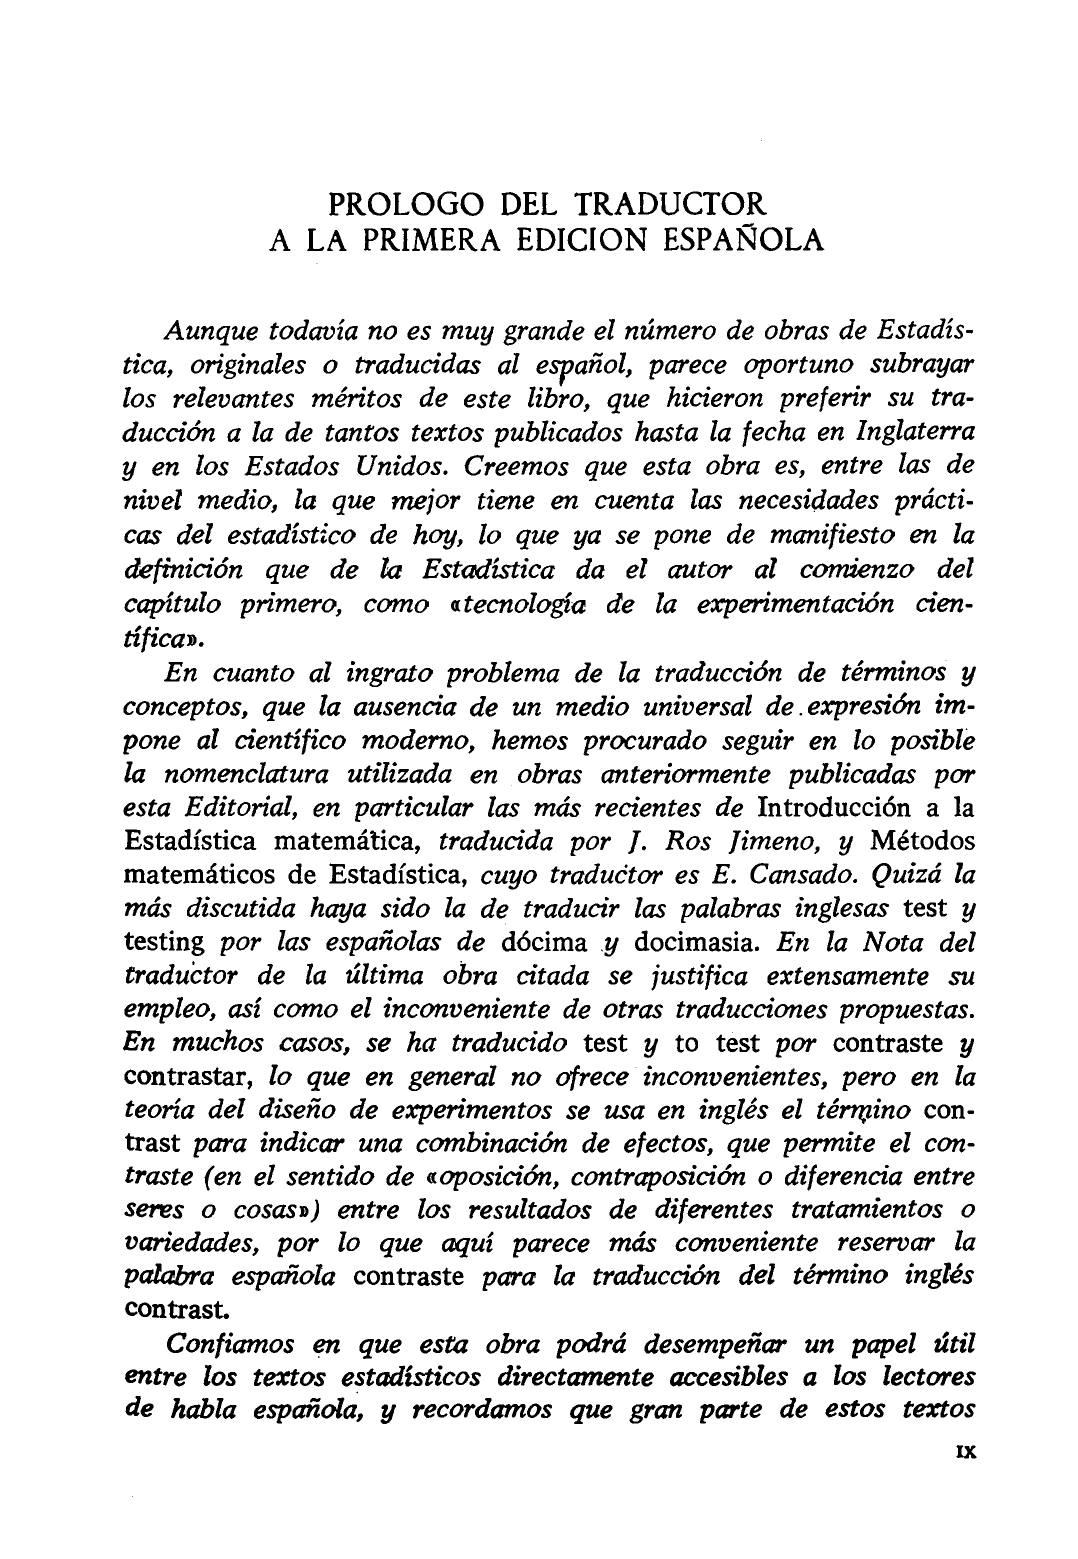 PROLOGO DEL TRADUCTOR
A LA PRIMERA EDICION ESPAÑOLA
Aunque todavía no es muy grande el número de obras de Estadís-
tica, originales o traducidas al español, parece oportuno subrayar
los relevantes méritos de este libro, que hicieron preferir su tra-
ducción a la de tantos textos publicados hasta la fecha en Inglaterra
y en los Estados Unidos. Creemos que esta obra es, entre las de
nivel medio, la que mejor tiene en cuenta las necesidades prácti-
cas del estadístico de hoy, lo que ya se pone de manifiesto en la
definición que de la Estadística da el autor al comienzo del
capítulo primero, como «tecnología de la experimentación cien-
tífica».
En cuanto al ingrato problema de la traducción de términos y
conceptos, que la ausencia de un medio universal de expresión im-
pone al científico moderno, hemos procurado seguir en lo posible
la nomenclatura utilizada en obras anteriormente publicadas por
esta Editorial, en particular las más recientes de Introducción a la
Estadística matemática, traducida por J. Ros Jimeno, y Métodos
matemáticos de Estadística, cuyo traductor es E. Cansado. Quizá la
más discutida haya sido la de traducir las palabras inglesas test y
testing por las españolas de dócima y docimasia. En la Nota del
traductor de la última obra citada se justifica extensamente su
empleo, así como el inconveniente de otras traducciones propuestas.
En muchos casos, se ha traducido test y to test por contraste y
contrastar, lo que en general no ofrece inconvenientes, pero en la
teoría del diseño de experimentos se usa en inglés el término con-
trast para indicar una combinación de efectos, que permite el con-
traste (en el sentido de «oposición, contraposición o diferencia entre
seres o cosas») entre los resultados de diferentes tratamientos o
variedades, por lo que aquí parece más conveniente reservar la
palabra española contraste para la traducción del término inglés
contrast.
Confiamos en que esta obra podrá desempeñar un papel útil
entre los textos estadísticos directamente accesibles a los lectores
de habla española, y recordamos que gran parte de estos textos
IX